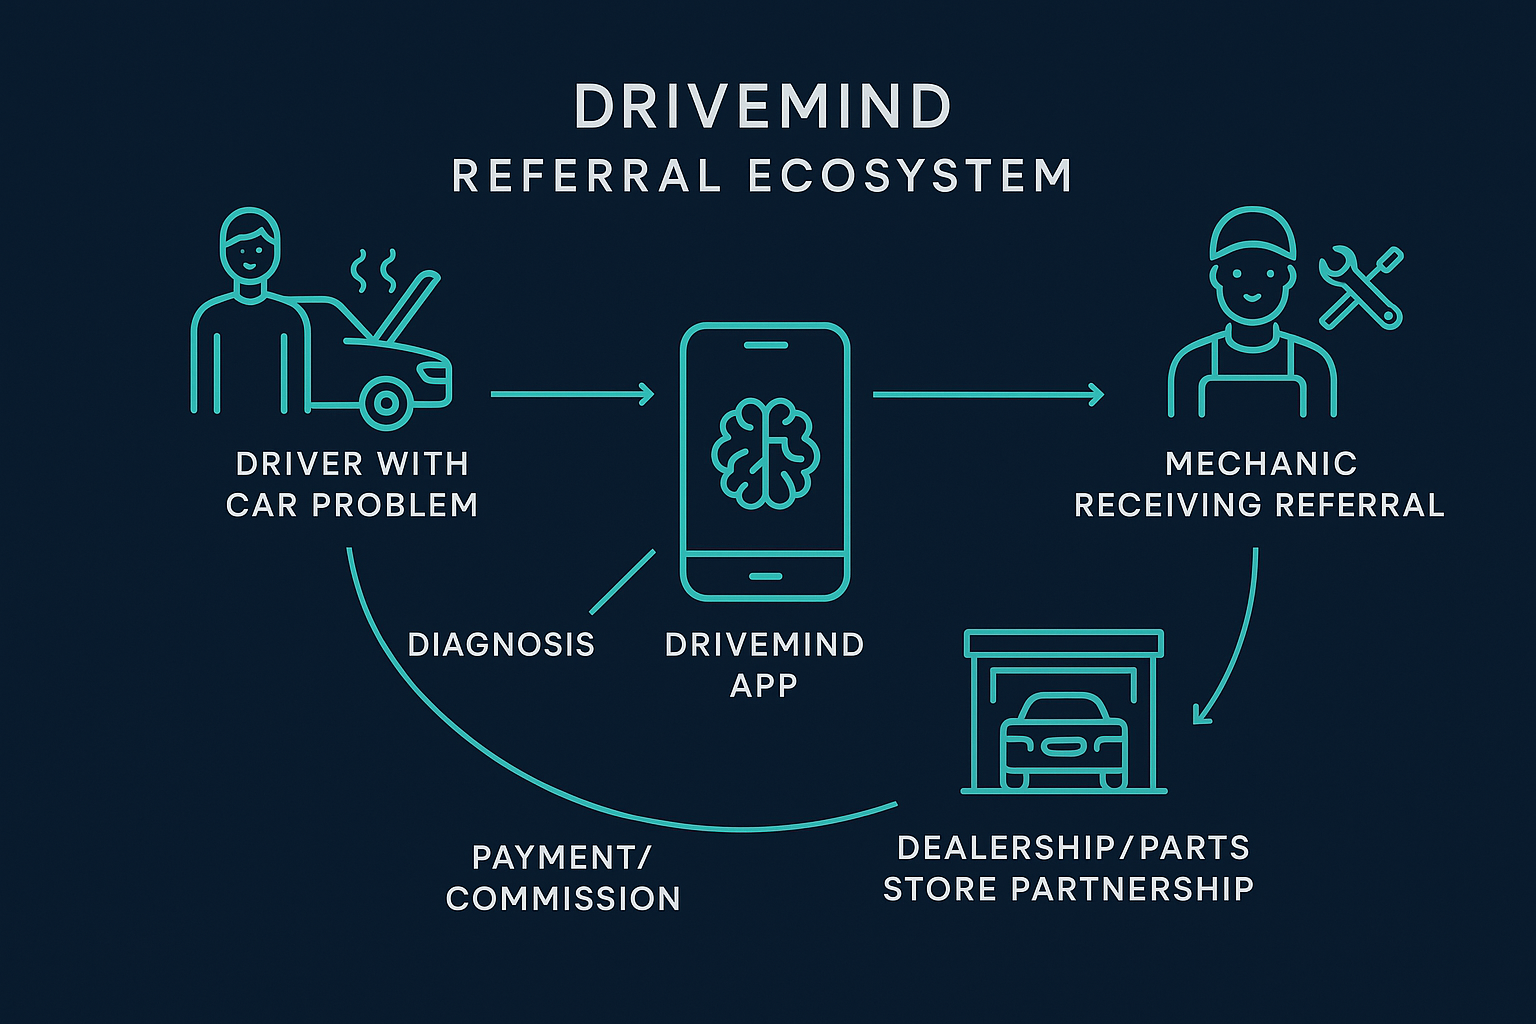 DRIVEMIND
REFERRAL ECOSYSTEM
DRIVER WITH
CAR PROBLEM
MECHANIC
RECEIVING REFERRAL
DIAGNOSIS
DRIVEMIND
APP
PAYMENT/
COMMISSION
DEALERSHIP/PARTS
STORE PARTNERSHIP